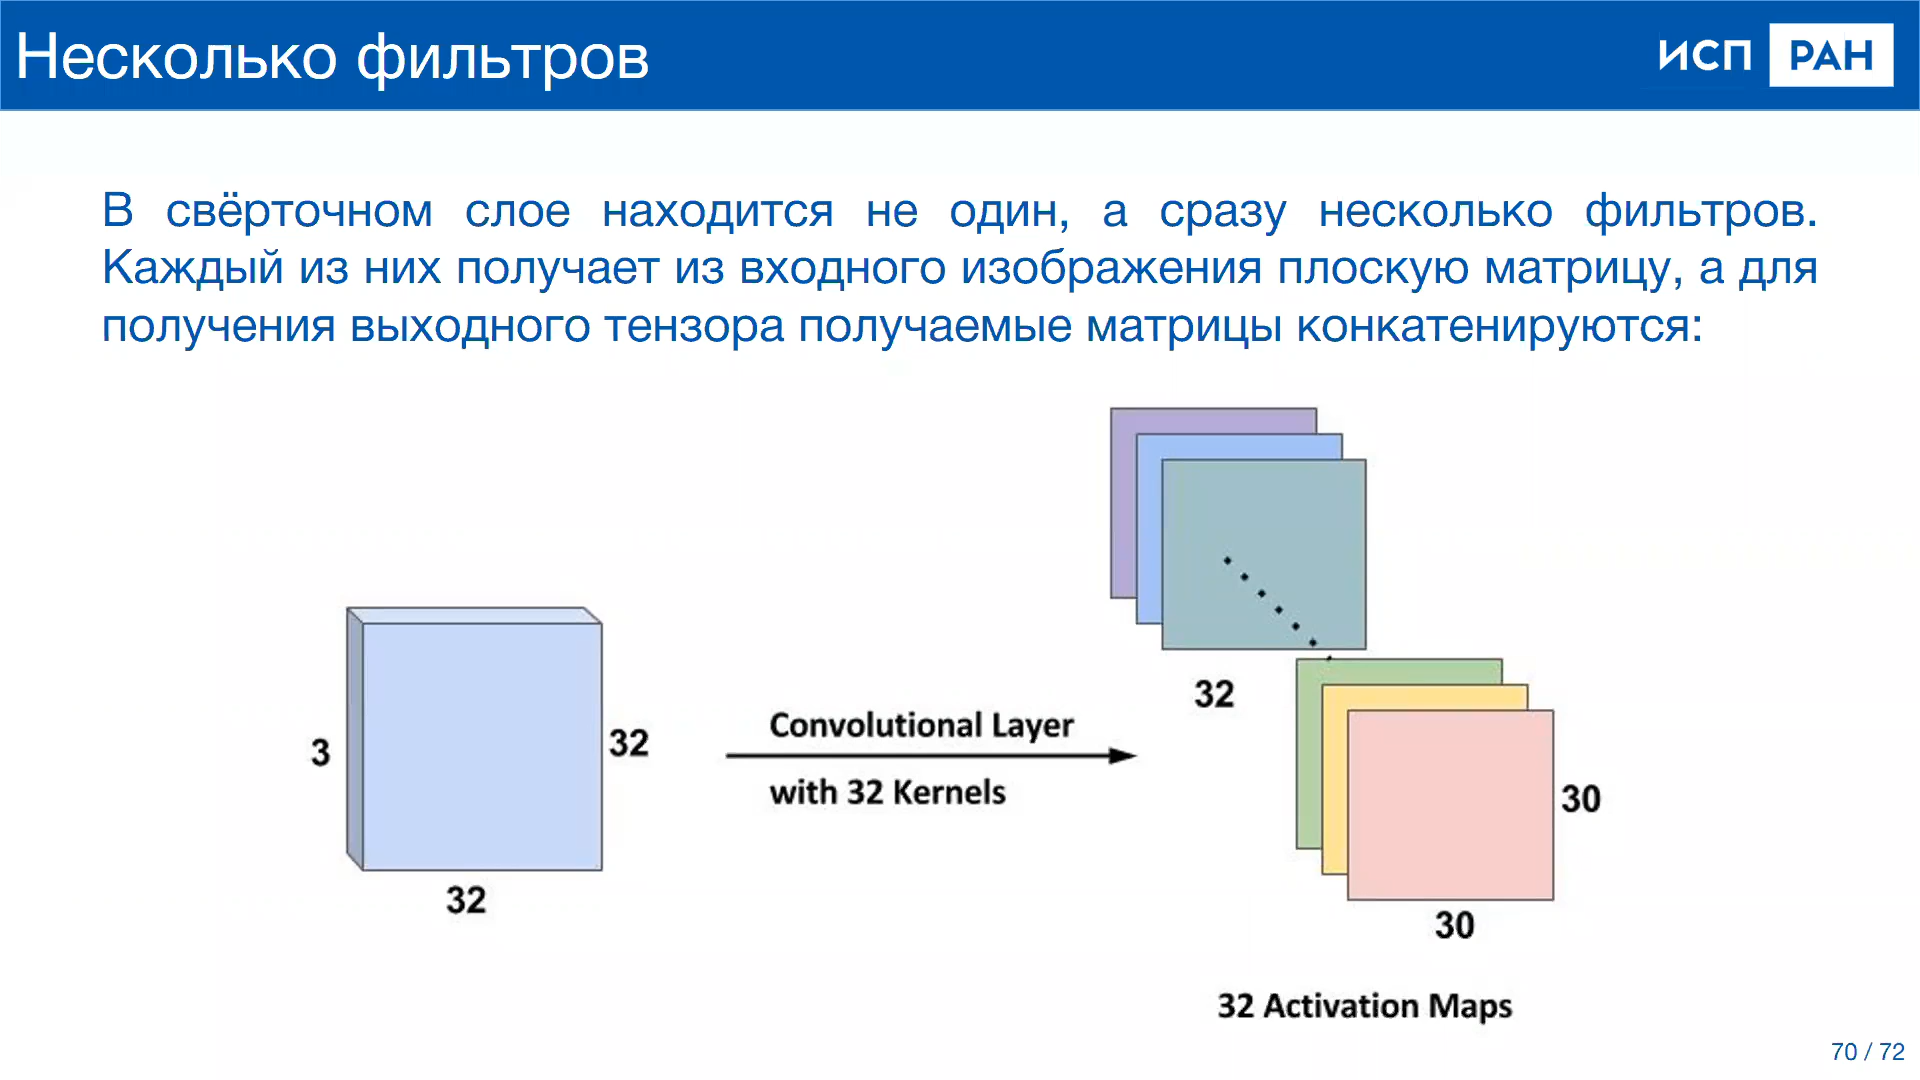 Несколько фильтров
ИСП РАН
В свёрточном слое находится не один, а сразу несколько фильтров.
Каждый из них получает из входного изображения плоскую матрицу, а для
получения выходного тензора получаемые матрицы конкатенируются:
3
32
32
Convolutional Layer
with 32 Kernels
32
30
30
32 Activation Maps
70 / 72